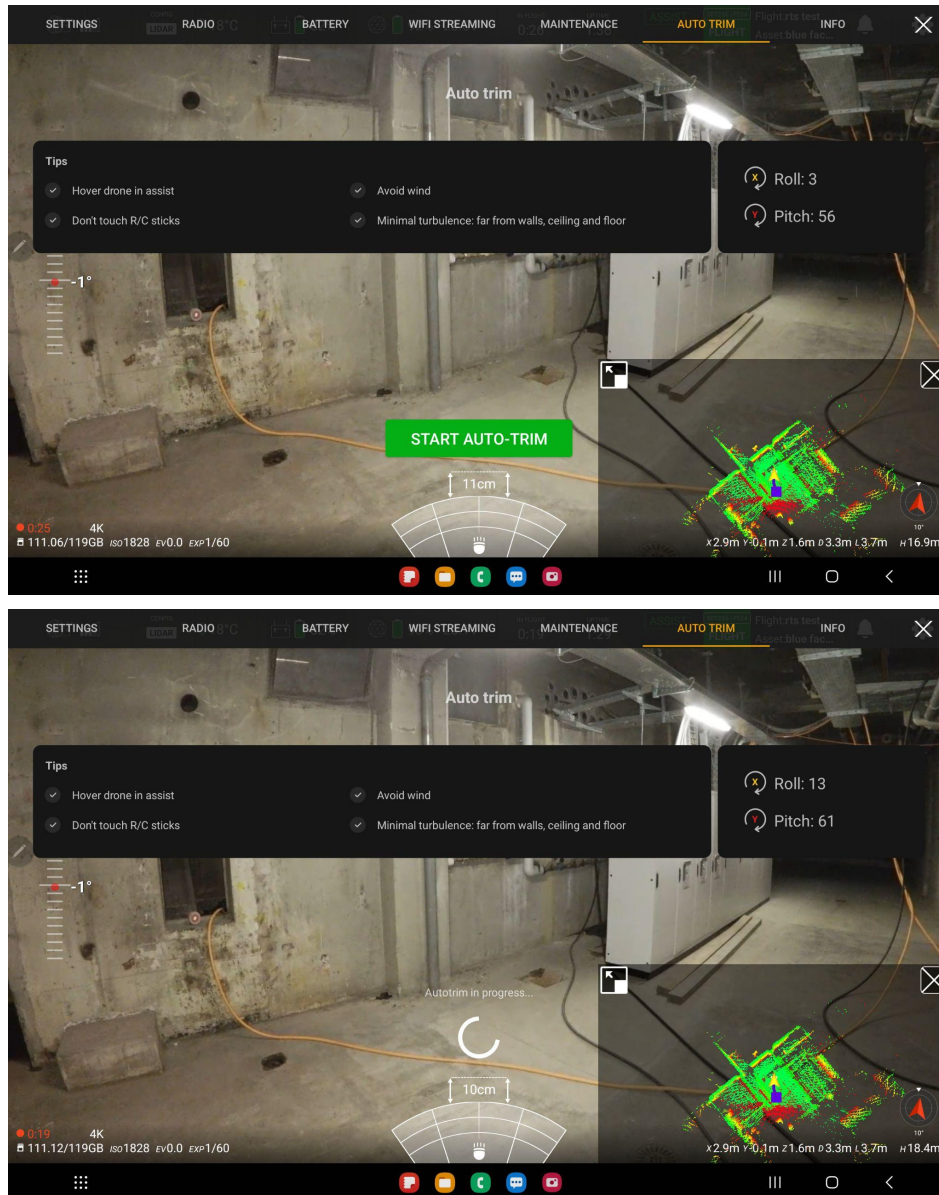 SETTINGS RADIO BATTERY WIFI STREAMING MAINTENANCE AUTO TRIM INFO
LIDAR
Auto trim
Tips
Hover drone in assist
Avoid wind
Don't touch R/C sticks
Minimal turbulence: far from walls, ceiling and floor
Roll: 3
Pitch: 56
-1°
START AUTO-TRIM
11cm
0:25 4K
111.06/119GB ISO1828 EV0.0 EXP1/60
10°
X2.9m Y-0.1m Z1.6m D3.3m L3.7m H16.9m
SETTINGS RADIO BATTERY WIFI STREAMING MAINTENANCE AUTO TRIM INFO
LIDAR
Auto trim
Tips
Hover drone in assist
Avoid wind
Don't touch R/C sticks
Minimal turbulence: far from walls, ceiling and floor
Roll: 13
Pitch: 61
-1°
Autotrim in progress...
10cm
0:19 4K
111.12/119GB ISO1828 EV0.0 EXP1/60
10°
X2.9m Y-0.1m Z1.6m D3.3m L3.7m H18.4m